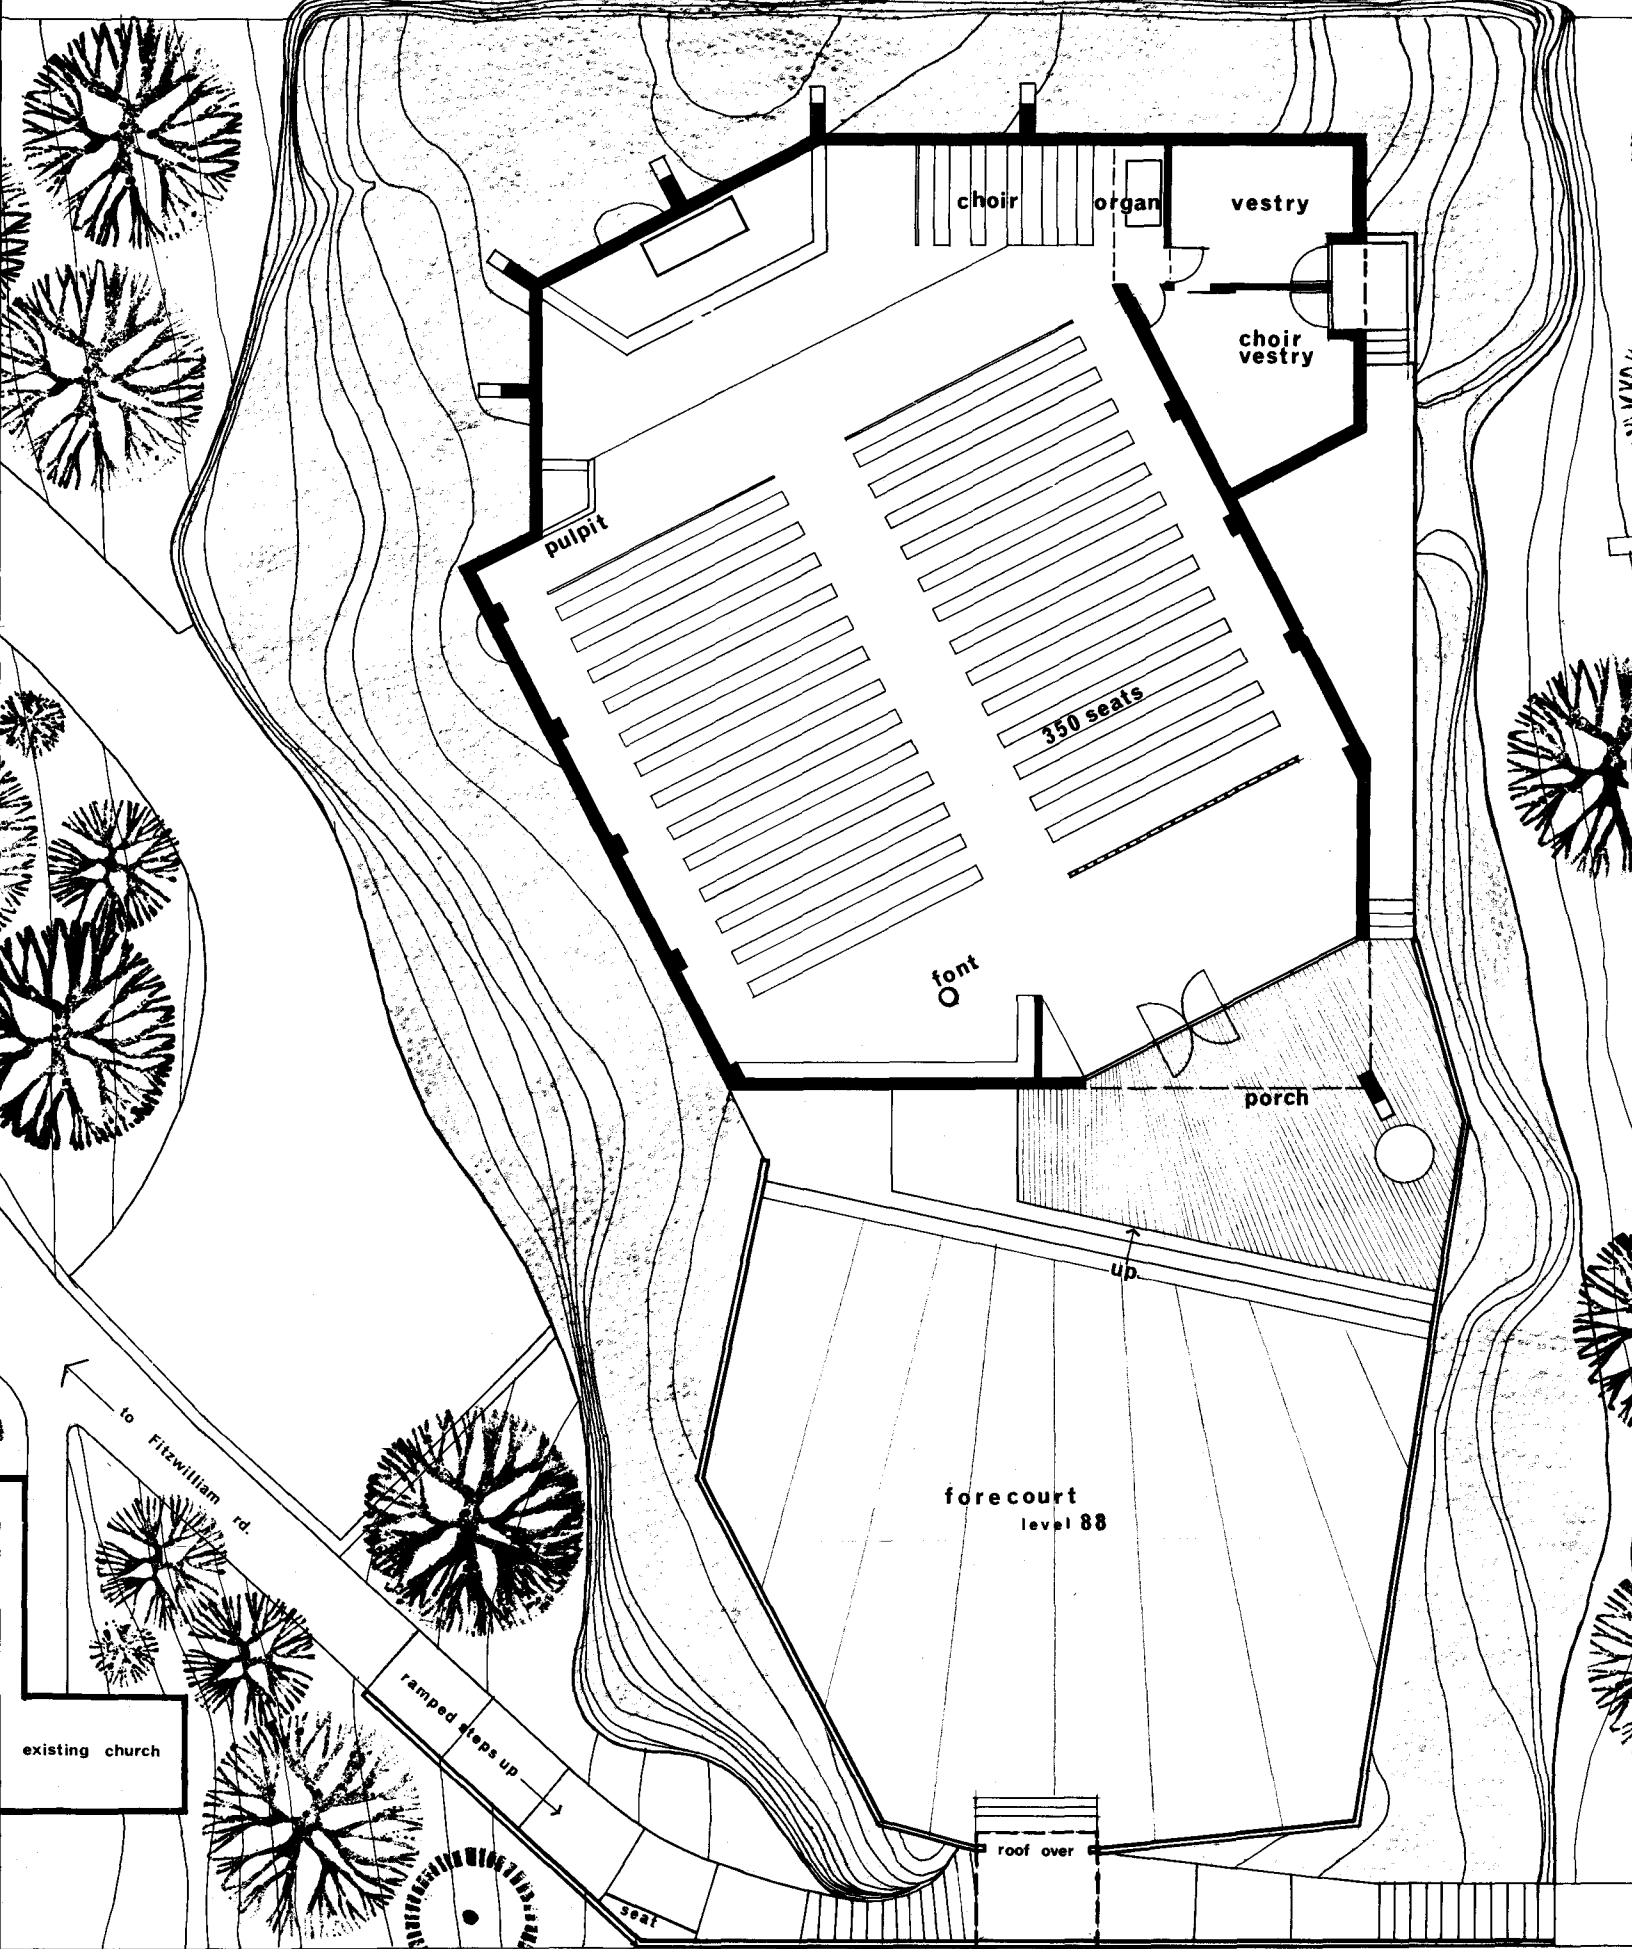 choir
organ
vestry
choir
vestry
pulpit
350 seats
font
porch
up
forecourt
level 88
to Fitzwilliam rd.
ramped steps up
existing church
roof over
seat